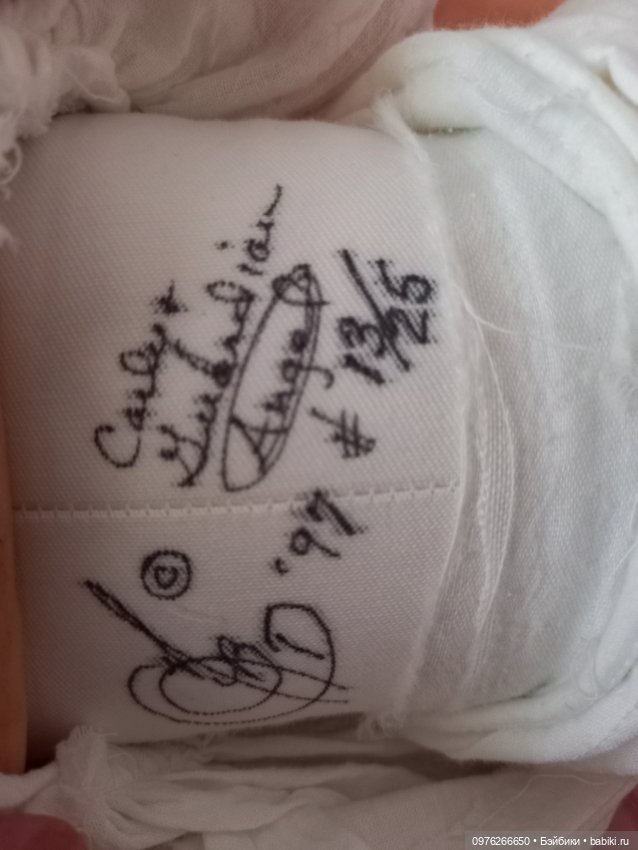 Carly
Guardian
Angel
# 13/25
© '97
0976266650 • Бэйбики • babiki.ru